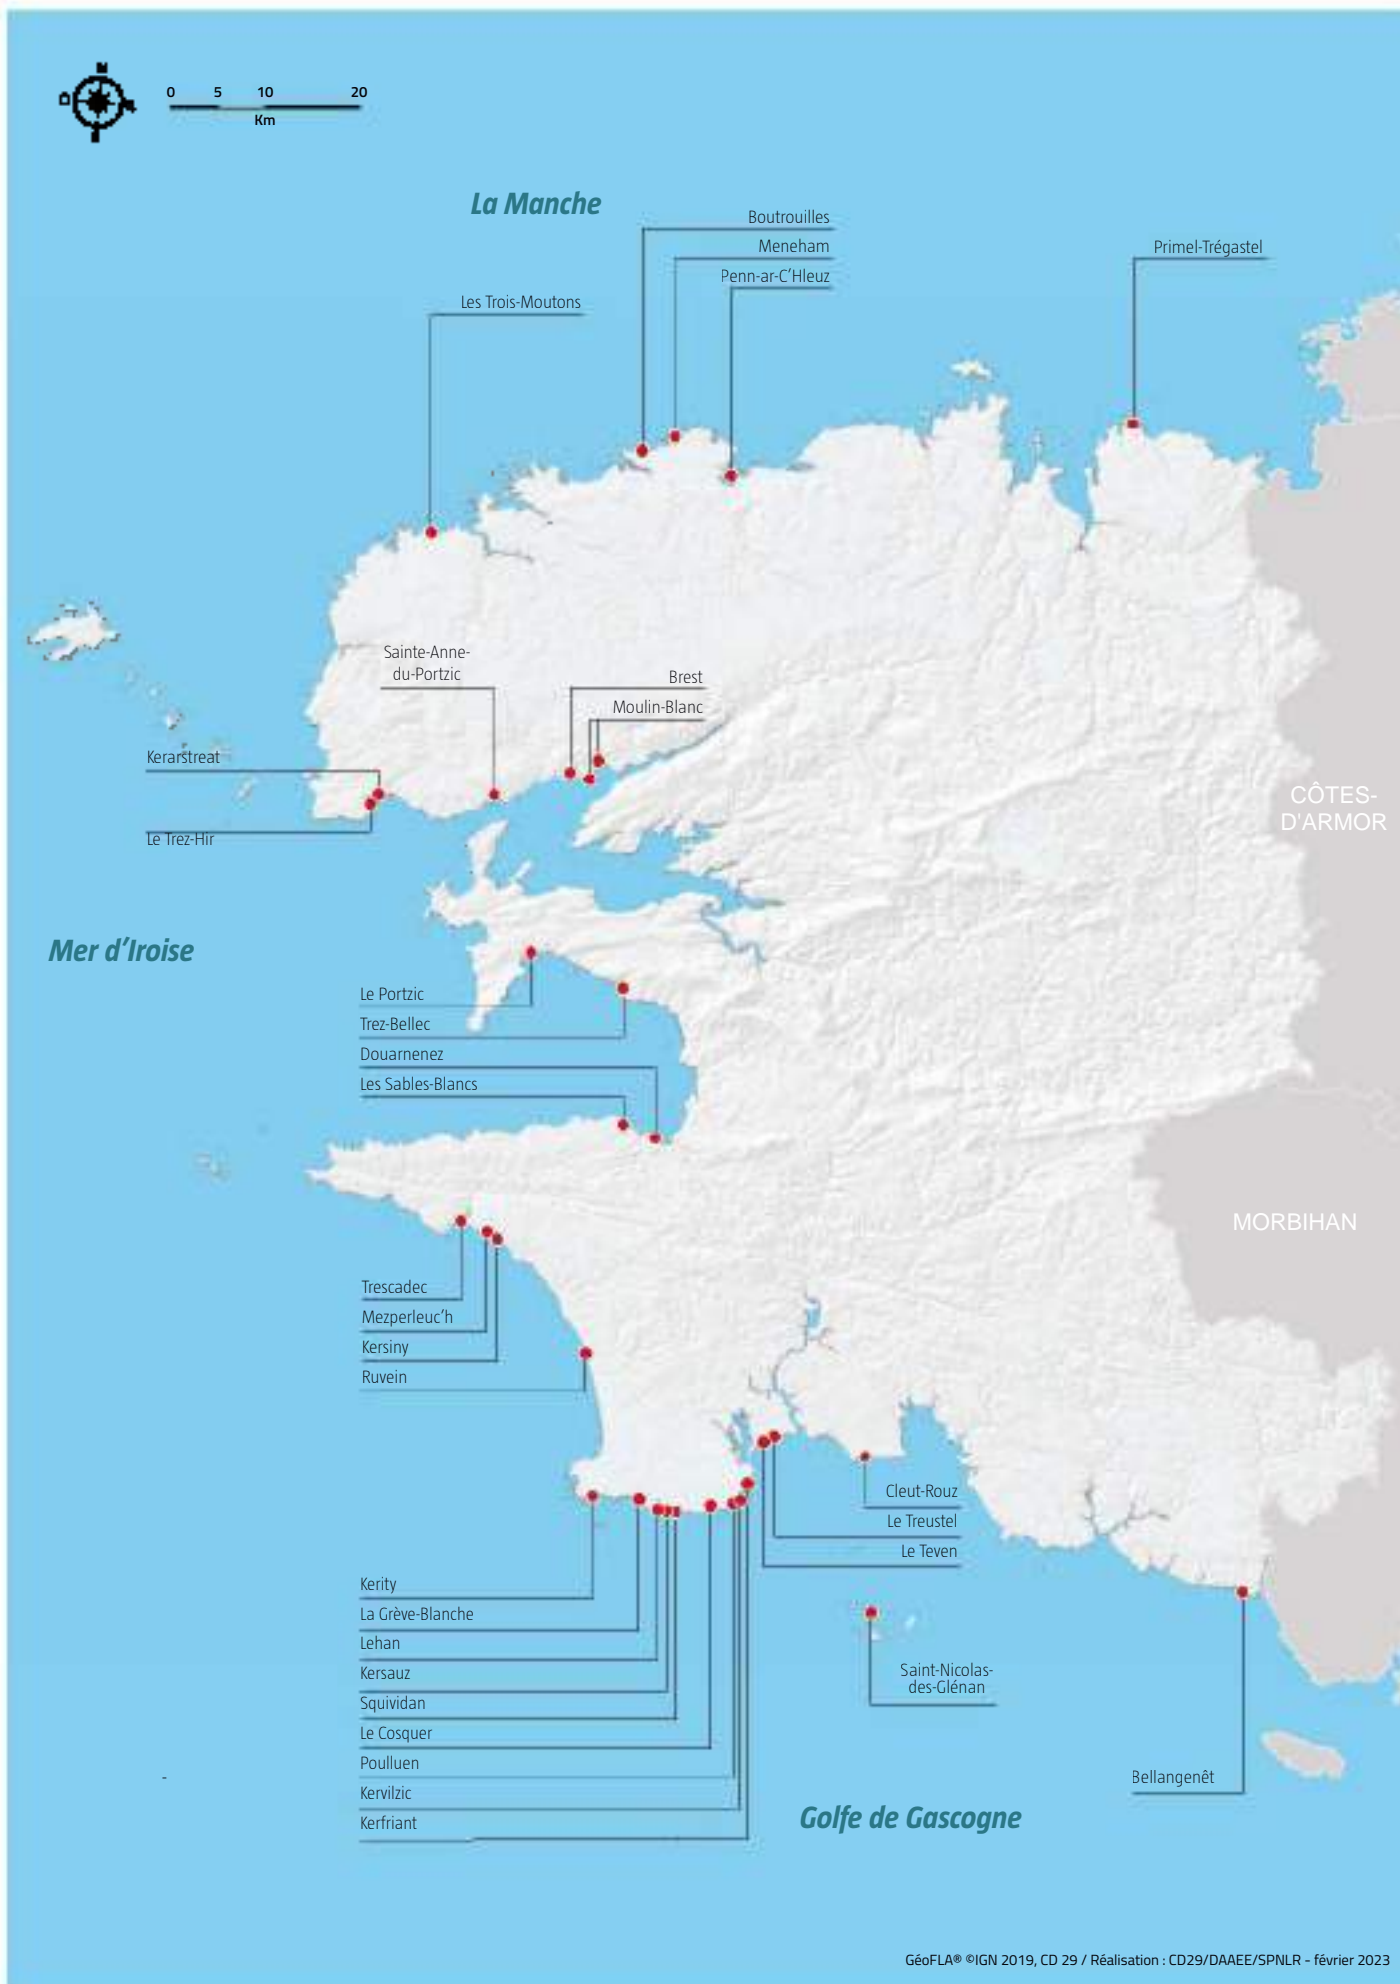 N
0 5 10 20
Km
La Manche
Boutrouilles
Meneham
Penn-ar-C'Hleuz
Primel-Trégastel
Les Trois-Moutons
Sainte-Anne-
du-Portzic
Brest
Moulin-Blanc
Kerarstreat
Le Trez-Hir
CÔTES-
D'ARMOR
Mer d'Iroise
Le Portzic
Trez-Bellec
Douarnenez
Les Sables-Blancs
MORBIHAN
Trescadec
Mezperleuc'h
Kersiny
Ruvein
Cleut-Rouz
Le Treustel
Le Teven
Kerity
La Grève-Blanche
Lehan
Kersauz
Squividan
Le Cosquer
Poulluen
Kervilzic
Kerfriant
Saint-Nicolas-
des-Glénan
Bellangenêt
Golfe de Gascogne
GéoFLA® ©IGN 2019, CD 29 / Réalisation : CD29/DAAEE/SPNLR - février 2023